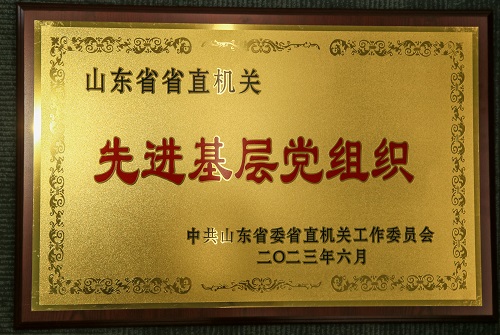 山东省省直机关
先进基层党组织
中共山东省委省直机关工作委员会
二〇二三年六月